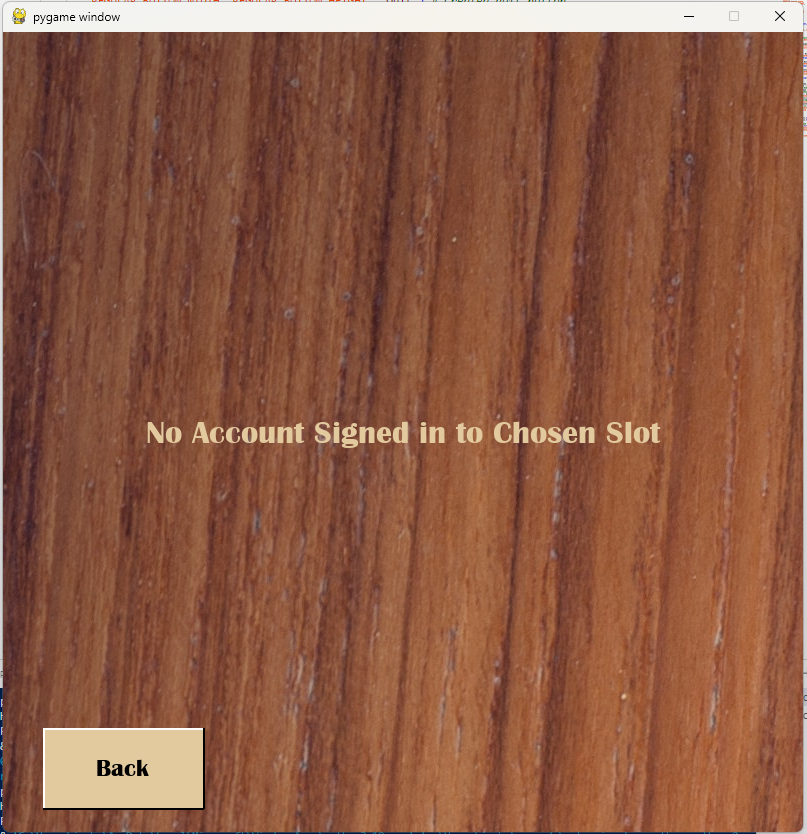 pygame window
No Account Signed in to Chosen Slot
Back